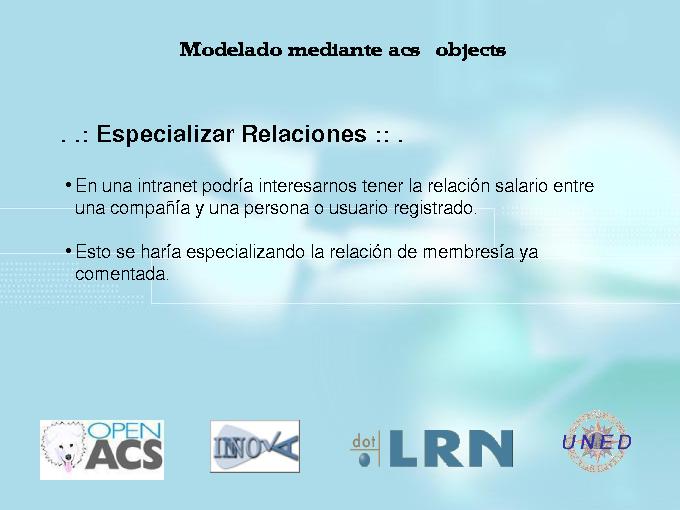 Modelado mediante acs objects
. .: Especializar Relaciones :: .
• En una intranet podría interesarnos tener la relación salario entre
una compañía y una persona o usuario registrado.
• Esto se haría especializando la relación de membresía ya
comentada.
OPEN
ACS
INNOVA
dot LRN
UNED